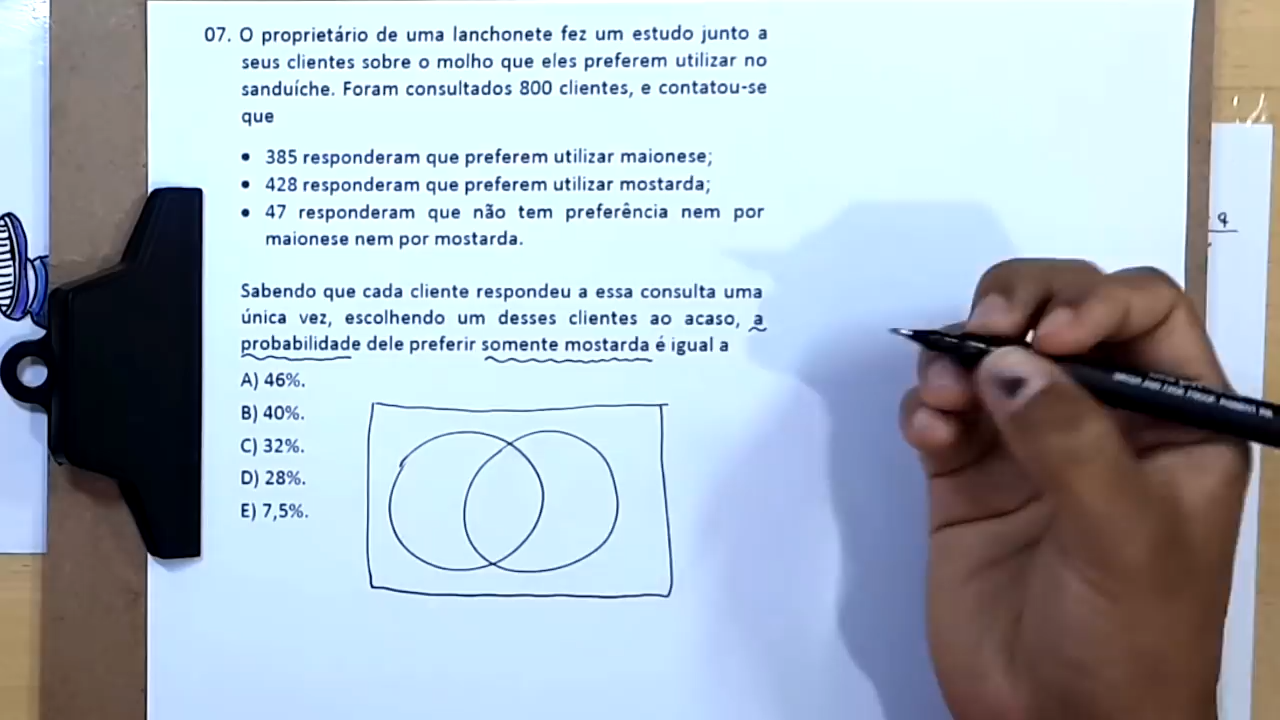 07. O proprietário de uma lanchonete fez um estudo junto a
seus clientes sobre o molho que eles preferem utilizar no
sanduíche. Foram consultados 800 clientes, e contatou-se
que
• 385 responderam que preferem utilizar maionese;
• 428 responderam que preferem utilizar mostarda;
• 47 responderam que não tem preferência nem por
maionese nem por mostarda.
Sabendo que cada cliente respondeu a essa consulta uma
única vez, escolhendo um desses clientes ao acaso, a
probabilidade dele preferir somente mostarda é igual a
A) 46%.
B) 40%.
C) 32%.
D) 28%.
E) 7,5%.